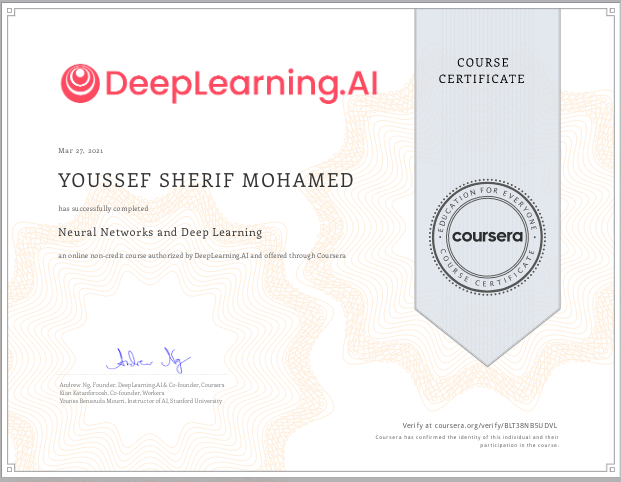 DeepLearning.AI
COURSE
CERTIFICATE
Mar 27, 2021
YOUSSEF SHERIF MOHAMED
has successfully completed
Neural Networks and Deep Learning
an online non-credit course authorized by DeepLearning.AI and offered through Coursera
EDUCATION FOR EVERYONE
coursera
COURSE CERTIFICATE
Andrew Ng
Andrew Ng, Founder, DeepLearning.AI & Co-founder, Coursera
Kian Katanforoosh, Co-founder, Workera
Younes Bensouda Mourri, Instructor of AI, Stanford University
Verify at coursera.org/verify/BLT38NB5UDVL
Coursera has confirmed the identity of this individual and their
participation in the course.